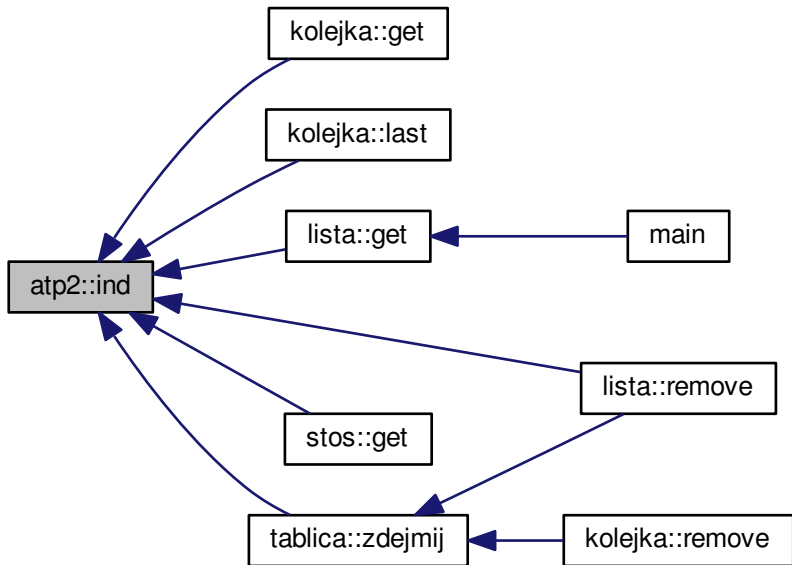 kolejka::get
kolejka::last
lista::get
main
atp2::ind
lista::remove
stos::get
tablica::zdejmij
kolejka::remove